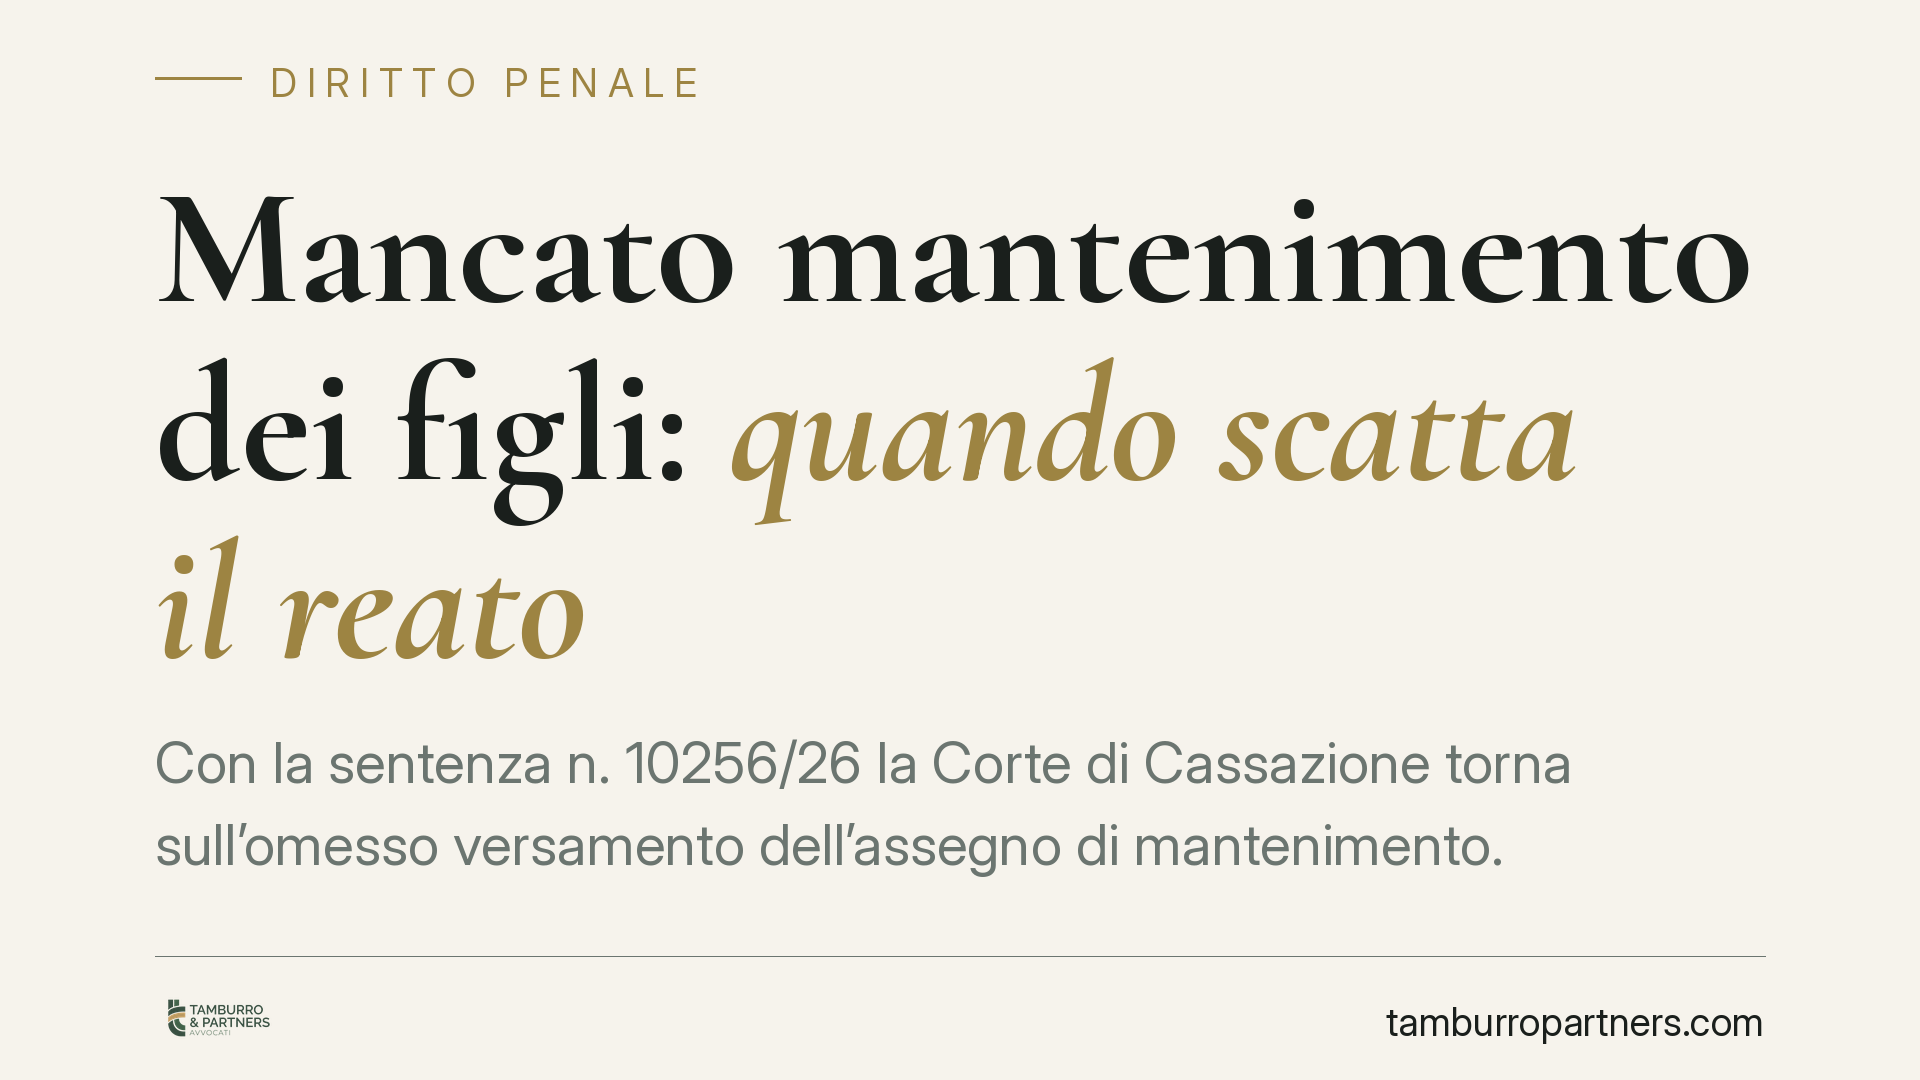 DIRITTO PENALE
Mancato mantenimento
dei figli: quando scatta
il reato
Con la sentenza n. 10256/26 la Corte di Cassazione torna
sull’omesso versamento dell’assegno di mantenimento.
TAMBURRO
& PARTNERS
AVVOCATI
tamburropartners.com